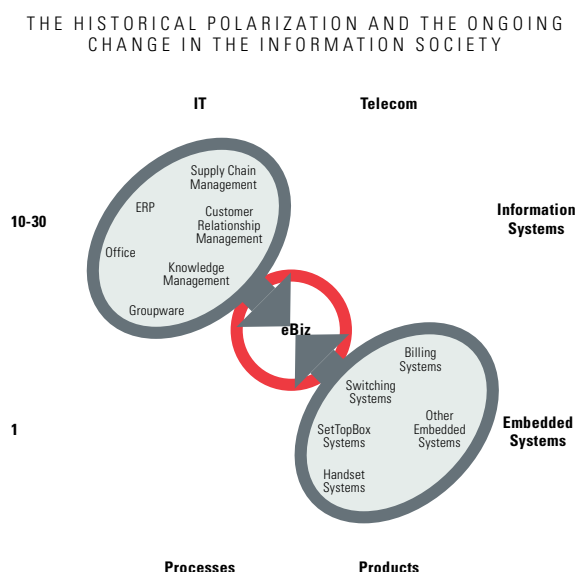 THE HISTORICAL POLARIZATION AND THE ONGOING
CHANGE IN THE INFORMATION SOCIETY
IT
Telecom
10-30
Information
Systems
Supply Chain
Management
ERP
Customer
Relationship
Management
Office
Knowledge
Management
Groupware
eBiz
Billing
Systems
Switching
Systems
SetTopBox
Systems
Other
Embedded
Systems
Handset
Systems
1
Embedded
Systems
Processes
Products